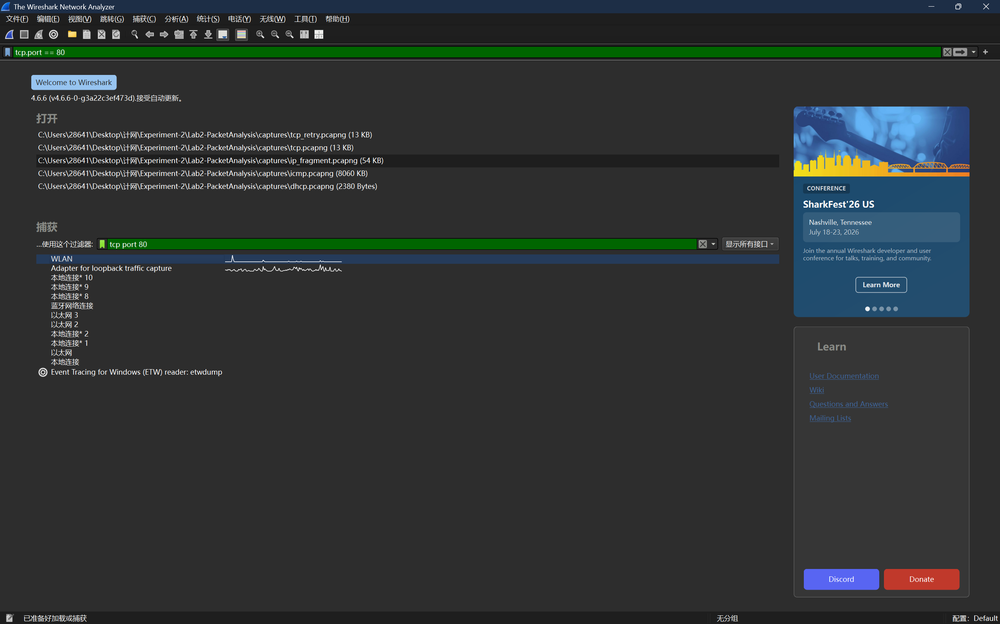 The Wireshark Network Analyzer
文件(F) 编辑(E) 视图(V) 跳转(G) 捕获(C) 分析(A) 统计(S) 电话(Y) 无线(W) 工具(T) 帮助(H)
tcp.port == 80
Welcome to Wireshark
4.6.6 (v4.6.6-0-g3a22c3ef473d).接受自动更新。
打开
C:\Users\28641\Desktop\计网\Experiment-2\Lab2-PacketAnalysis\captures\tcp_retry.pcapng (13 KB)
C:\Users\28641\Desktop\计网\Experiment-2\Lab2-PacketAnalysis\captures\tcp.pcapng (13 KB)
C:\Users\28641\Desktop\计网\Experiment-2\Lab2-PacketAnalysis\captures\ip_fragment.pcapng (54 KB)
C:\Users\28641\Desktop\计网\Experiment-2\Lab2-PacketAnalysis\captures\icmp.pcapng (8060 KB)
C:\Users\28641\Desktop\计网\Experiment-2\Lab2-PacketAnalysis\captures\dhcp.pcapng (2380 Bytes)
捕获
…使用这个过滤器: tcp port 80 显示所有接口
WLAN
Adapter for loopback traffic capture
本地连接* 10
本地连接* 9
本地连接* 8
蓝牙网络连接
以太网 3
以太网 2
本地连接* 2
本地连接* 1
以太网
本地连接
Event Tracing for Windows (ETW) reader: etwdump
CONFERENCE
SharkFest'26 US
Nashville, Tennessee
July 18-23, 2026
Join the annual Wireshark developer and user
conference for talks, training, and community.
Learn More
Learn
User Documentation
Wiki
Questions and Answers
Mailing Lists
Discord Donate
已准备好加载或捕获 无分组 配置: Default